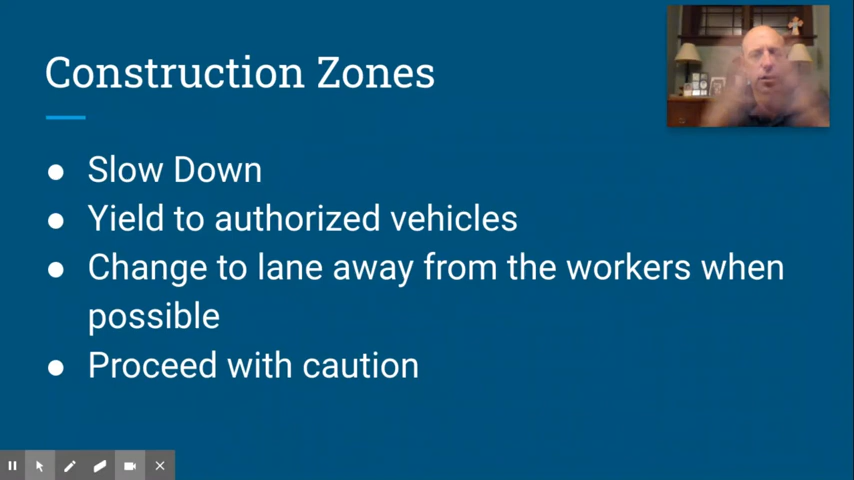 Construction Zones
● Slow Down
● Yield to authorized vehicles
● Change to lane away from the workers when
possible
● Proceed with caution